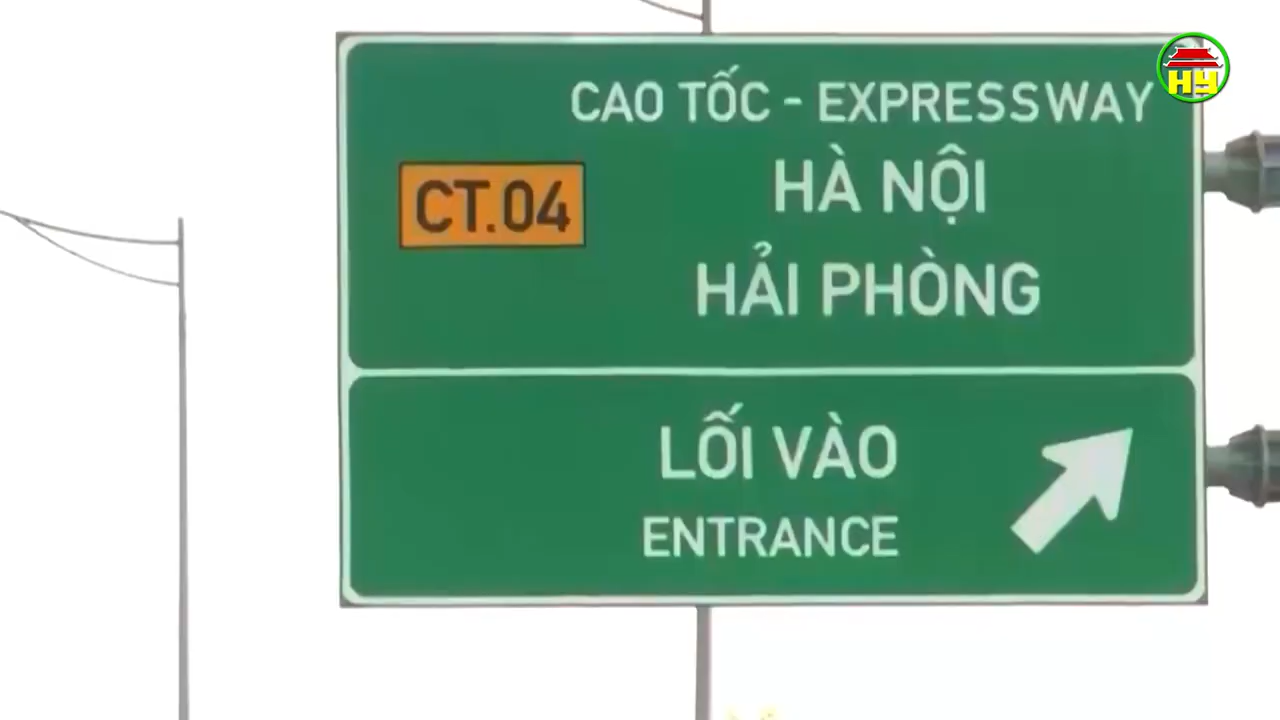 HY
CAO TỐC - EXPRESSWAY
CT.04
HÀ NỘI
HẢI PHÒNG
LỐI VÀO
ENTRANCE